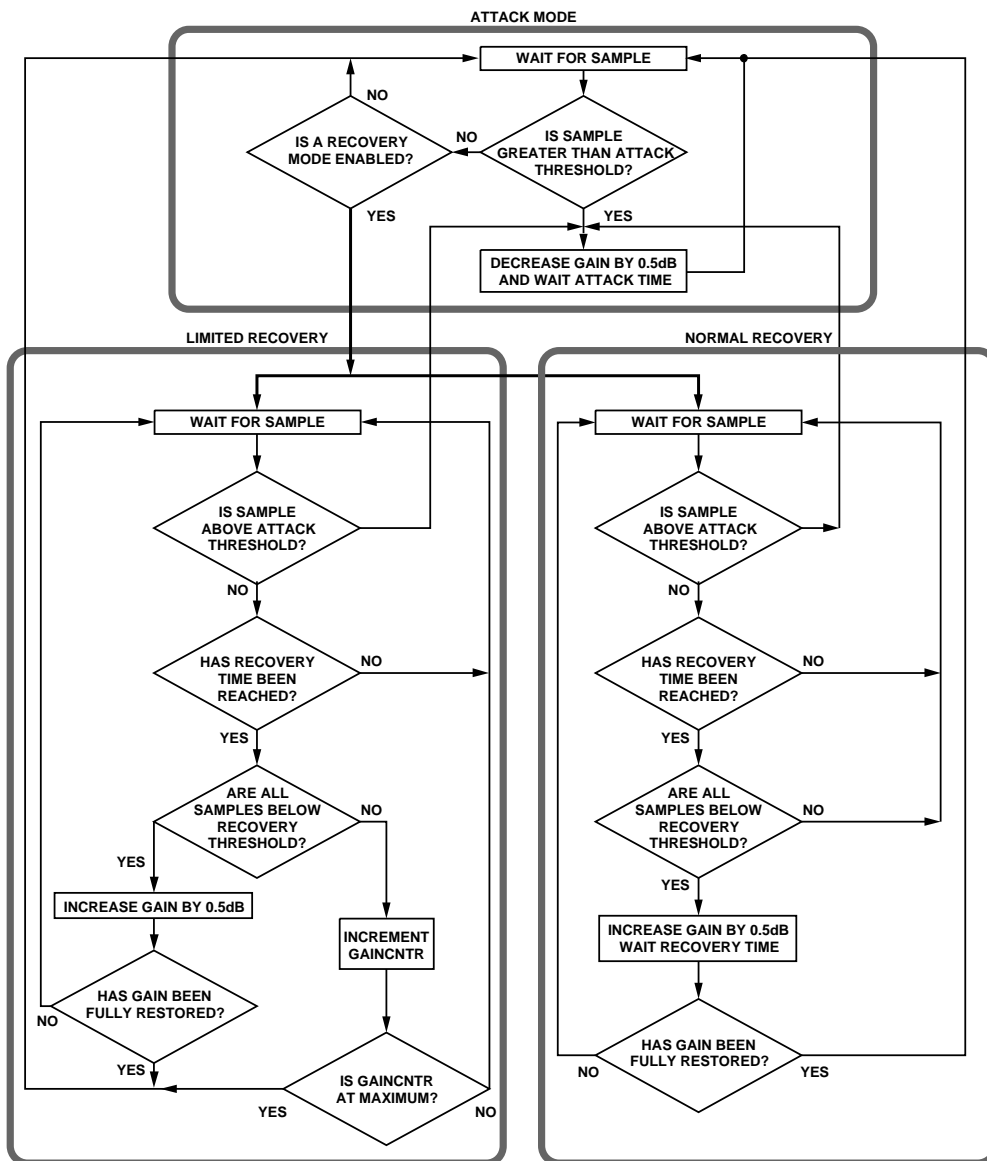 ATTACK MODE
WAIT FOR SAMPLE
NO
IS A RECOVERY
MODE ENABLED?
NO
IS SAMPLE
GREATER THAN ATTACK
THRESHOLD?
YES
YES
DECREASE GAIN BY 0.5dB
AND WAIT ATTACK TIME
LIMITED RECOVERY
WAIT FOR SAMPLE
IS SAMPLE
ABOVE ATTACK
THRESHOLD?
NO
HAS RECOVERY
TIME BEEN
REACHED?
NO
YES
ARE ALL
SAMPLES BELOW
RECOVERY
THRESHOLD?
NO
YES
INCREASE GAIN BY 0.5dB
INCREMENT
GAINCNTR
HAS GAIN BEEN
FULLY RESTORED?
NO
YES
IS GAINCNTR
AT MAXIMUM?
YES
NO
NORMAL RECOVERY
WAIT FOR SAMPLE
IS SAMPLE
ABOVE ATTACK
THRESHOLD?
NO
HAS RECOVERY
TIME BEEN
REACHED?
NO
YES
ARE ALL
SAMPLES BELOW
RECOVERY
THRESHOLD?
NO
YES
INCREASE GAIN BY 0.5dB
WAIT RECOVERY TIME
HAS GAIN BEEN
FULLY RESTORED?
NO
YES